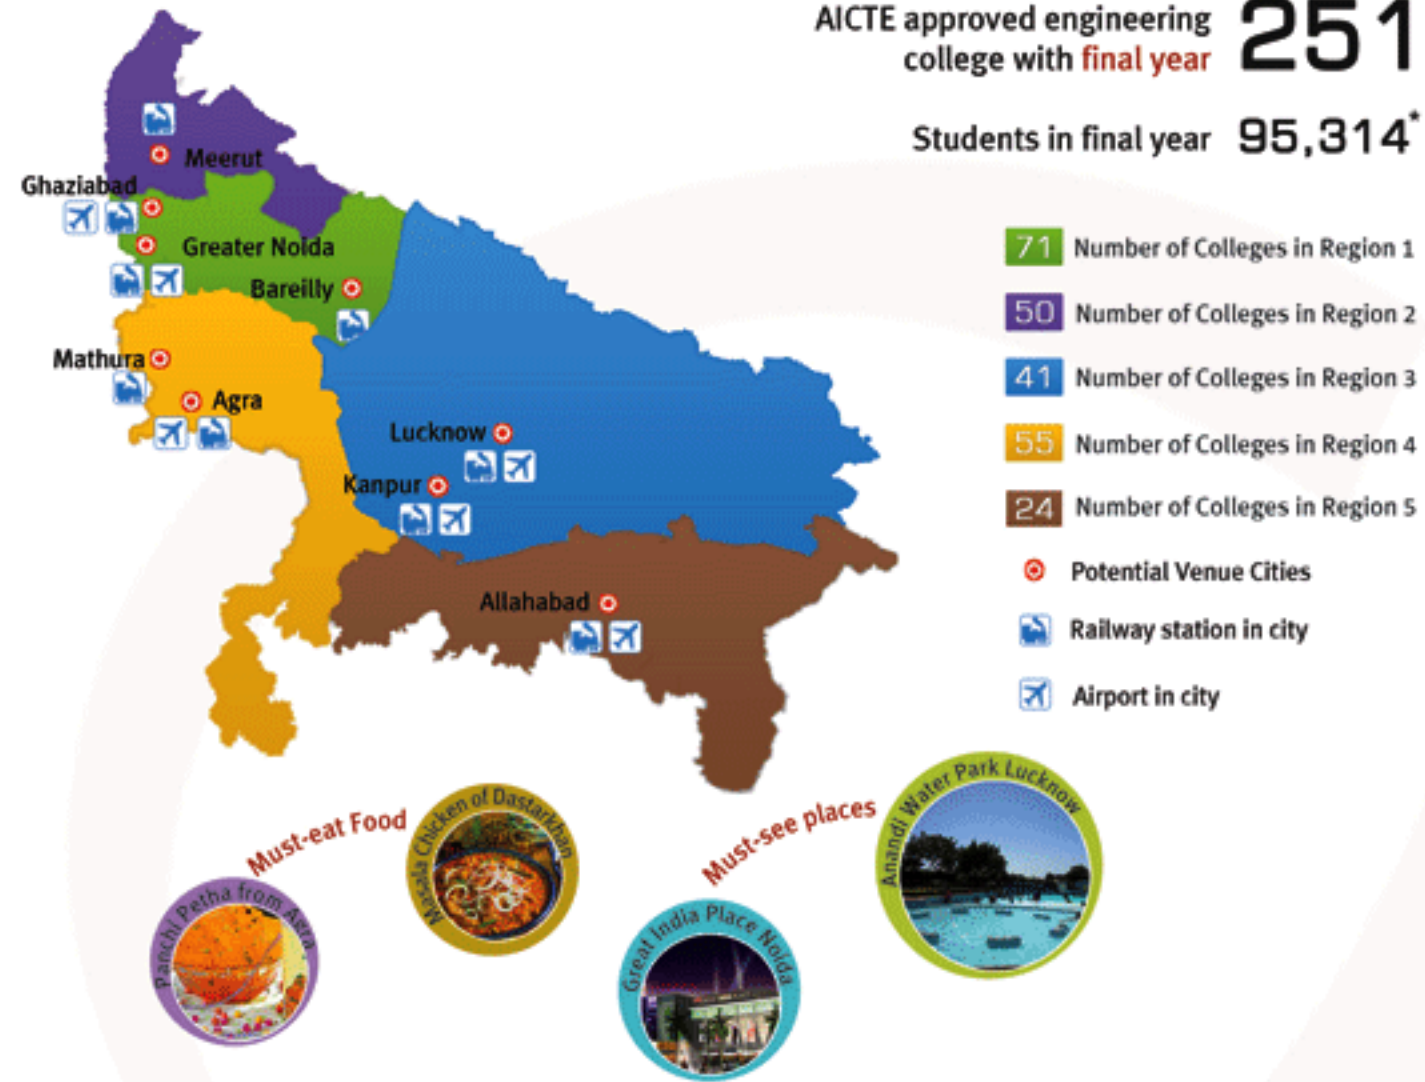 AICTE approved engineering
college with final year
251
Students in final year 95,314*
Meerut
Ghaziabad
Greater Noida
Bareilly
Mathura
Agra
Lucknow
Kanpur
Allahabad
71 Number of Colleges in Region 1
50 Number of Colleges in Region 2
41 Number of Colleges in Region 3
55 Number of Colleges in Region 4
24 Number of Colleges in Region 5
Potential Venue Cities
Railway station in city
Airport in city
Must-eat Food
Panchi Petha from Agra
Masala Chicken of Dastarkhan
Must-see places
Great India Place Noida
Anandi Water Park Lucknow